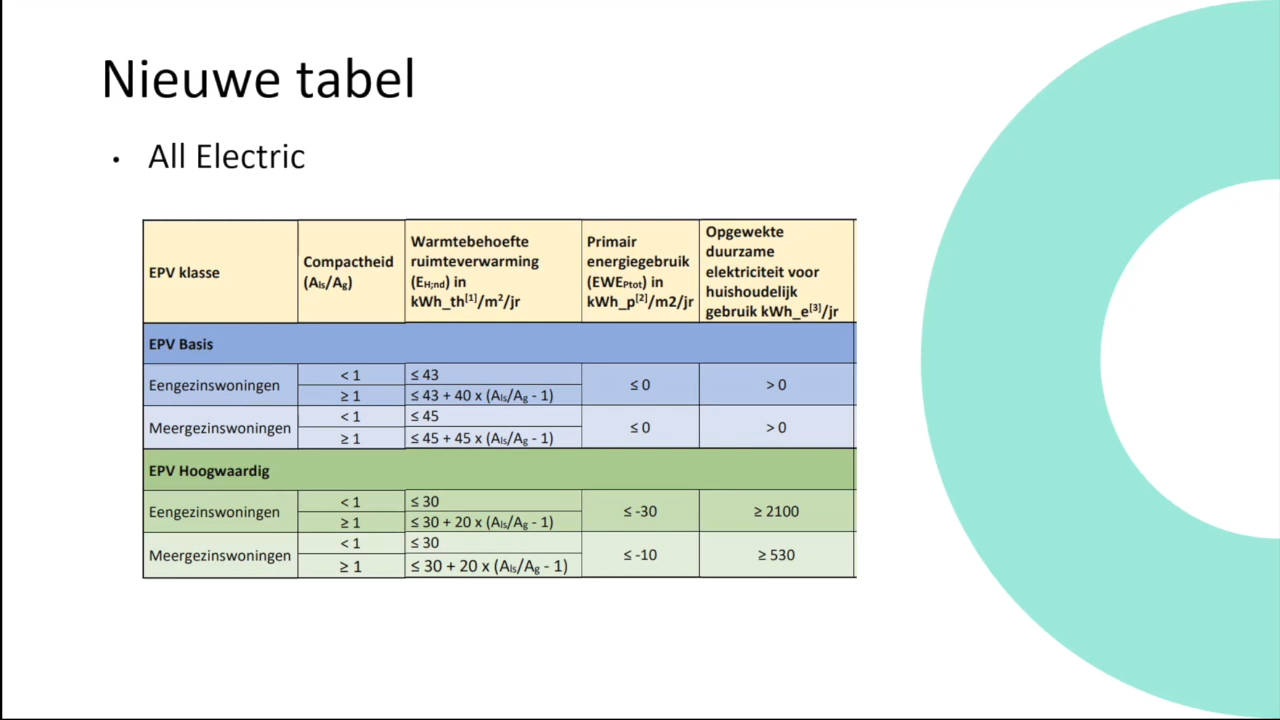 Nieuwe tabel
• All Electric
EPV klasse
Compactheid
(Als/Ag)
Warmtebehoefte
ruimteverwarming
(EH;nd) in
kWh_th[1]/m2/jr
Primair
energiegebruik
(EWEPtot) in
kWh_p[2]/m2/jr
Opgewekte
duurzame
elektriciteit voor
huishoudelijk
gebruik kWh_e[3]/jr
EPV Basis
Eengezinswoningen
< 1
≤ 43
≥ 1
≤ 43 + 40 x (Als/Ag - 1)
≤ 0
> 0
Meergezinswoningen
< 1
≤ 45
≥ 1
≤ 45 + 45 x (Als/Ag - 1)
≤ 0
> 0
EPV Hoogwaardig
Eengezinswoningen
< 1
≤ 30
≥ 1
≤ 30 + 20 x (Als/Ag - 1)
≤ -30
≥ 2100
Meergezinswoningen
< 1
≤ 30
≥ 1
≤ 30 + 20 x (Als/Ag - 1)
≤ -10
≥ 530